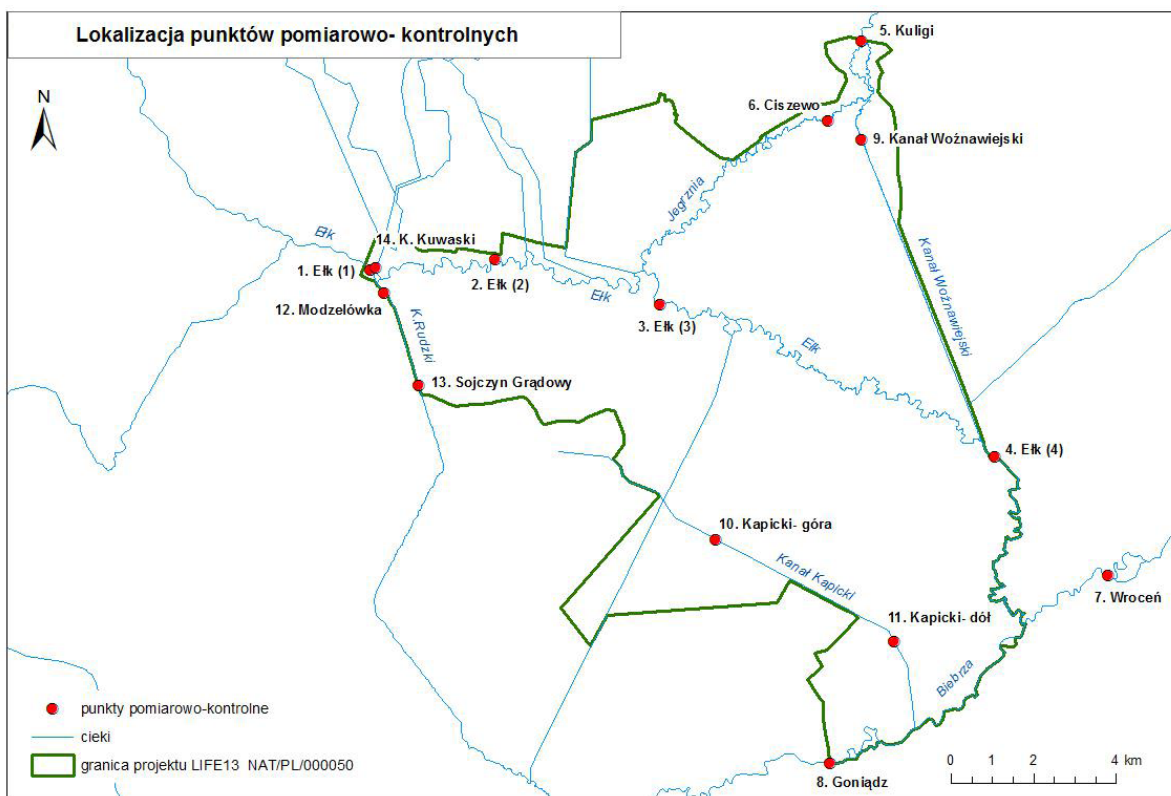 Lokalizacja punktów pomiarowo- kontrolnych
N
5. Kuligi
6. Ciszewo
9. Kanał Woźnawiejski
Jegrznia
Ełk
14. K. Kuwaski
1. Ełk (1)
2. Ełk (2)
Ełk
12. Modzelówka
3. Ełk (3)
Kanał Woźnawiejski
K.Rudzki
Ełk
13. Sojczyn Grądowy
4. Ełk (4)
10. Kapicki- góra
Kanał Kapicki
7. Wroceń
11. Kapicki- dół
Biebrza
punkty pomiarowo-kontrolne
cieki
granica projektu LIFE13 NAT/PL/000050
8. Goniądz
0 1 2 4 km